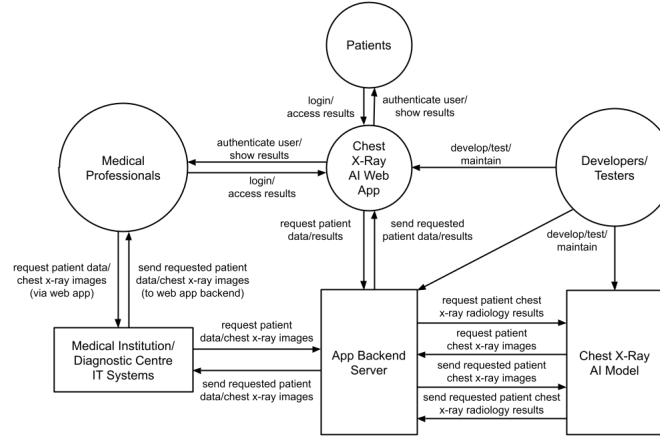 Patients
login/
access results
authenticate user/
show results
Medical
Professionals
authenticate user/
show results
login/
access results
Chest
X-Ray
AI Web
App
develop/test/
maintain
Developers/
Testers
request patient data/
chest x-ray images
(via web app)
send requested patient
data/chest x-ray images
(to web app backend)
request patient
data/results
send requested
patient data/results
develop/test/
maintain
Medical Institution/
Diagnostic Centre
IT Systems
request patient
data/chest x-ray images
send requested patient
data/chest x-ray images
App Backend
Server
request patient chest
x-ray radiology results
request patient
chest x-ray images
send requested patient
chest x-ray images
send requested patient chest
x-ray radiology results
Chest X-Ray
AI Model